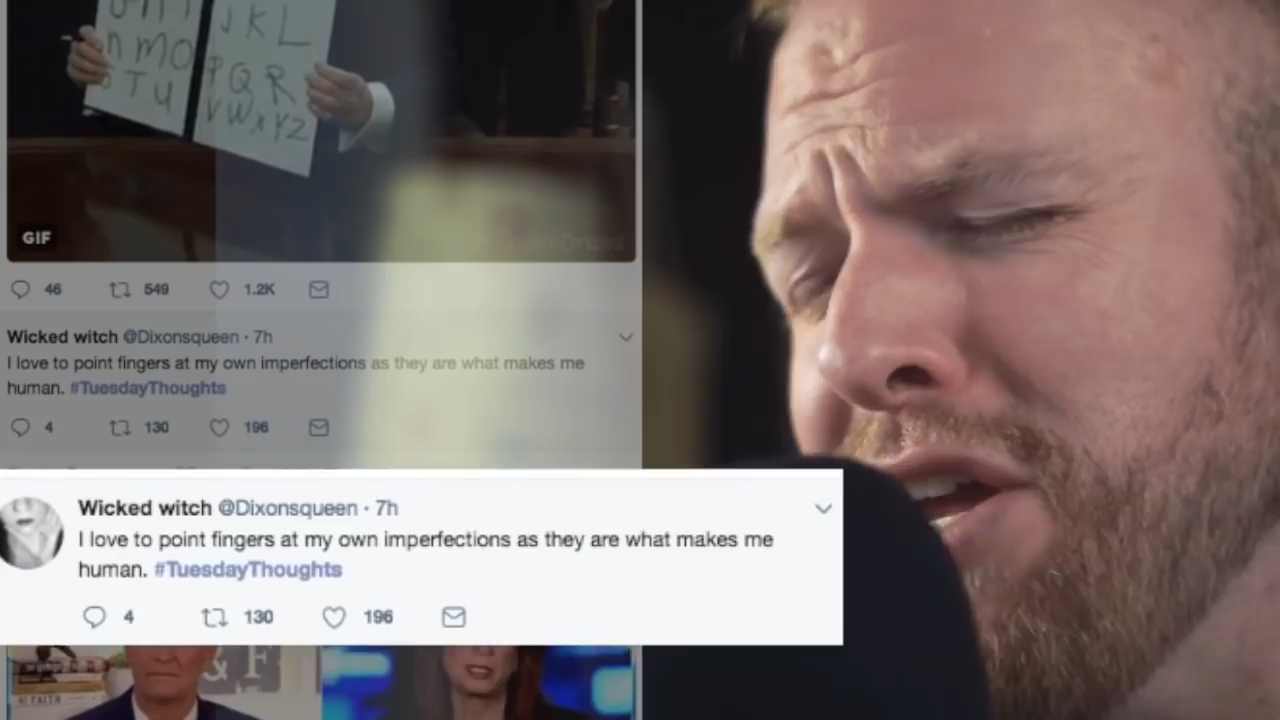 J K L
n M O
P Q R
T U
V W X Y Z
GIF
46 549 1.2K
Wicked witch @Dixonsqueen · 7h
I love to point fingers at my own imperfections as they are what makes me
human. #TuesdayThoughts
4 130 196
Wicked witch @Dixonsqueen · 7h
I love to point fingers at my own imperfections as they are what makes me
human. #TuesdayThoughts
4 130 196
& F
FAITH